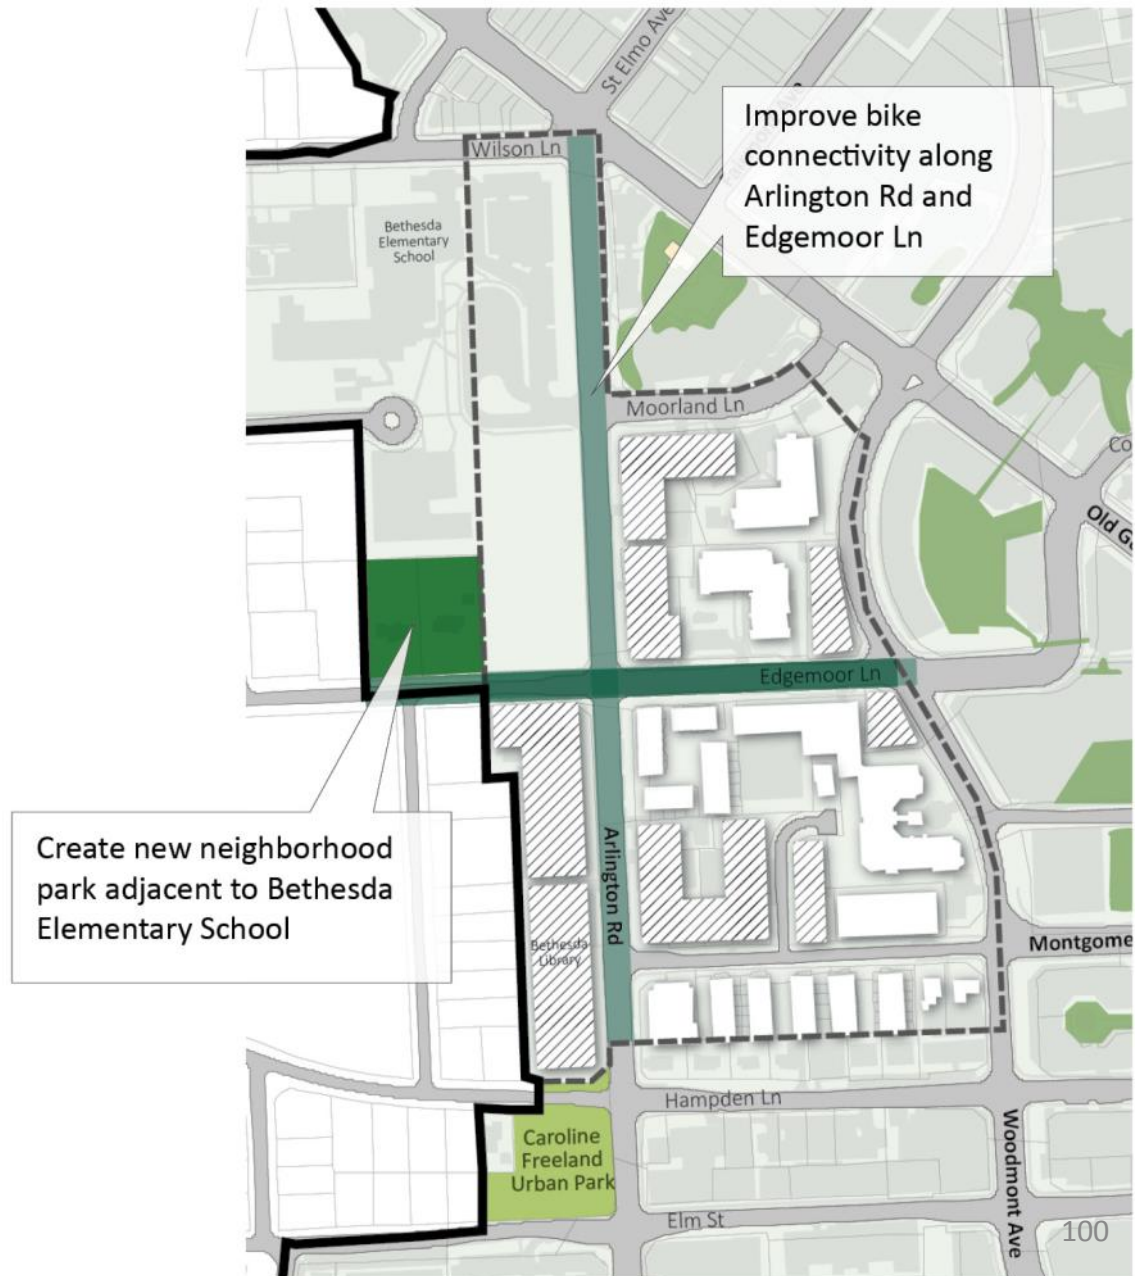 St Elmo Ave
Improve bike
connectivity along
Arlington Rd and
Edgemoor Ln
Wilson Ln
Bethesda
Elementary
School
Moorland Ln
Co
Old G
Edgemoor Ln
Create new neighborhood
park adjacent to Bethesda
Elementary School
Arlington Rd
Bethesda
Library
Montgome
Hampden Ln
Caroline
Freeland
Urban Park
Woodmont Ave
Elm St
100